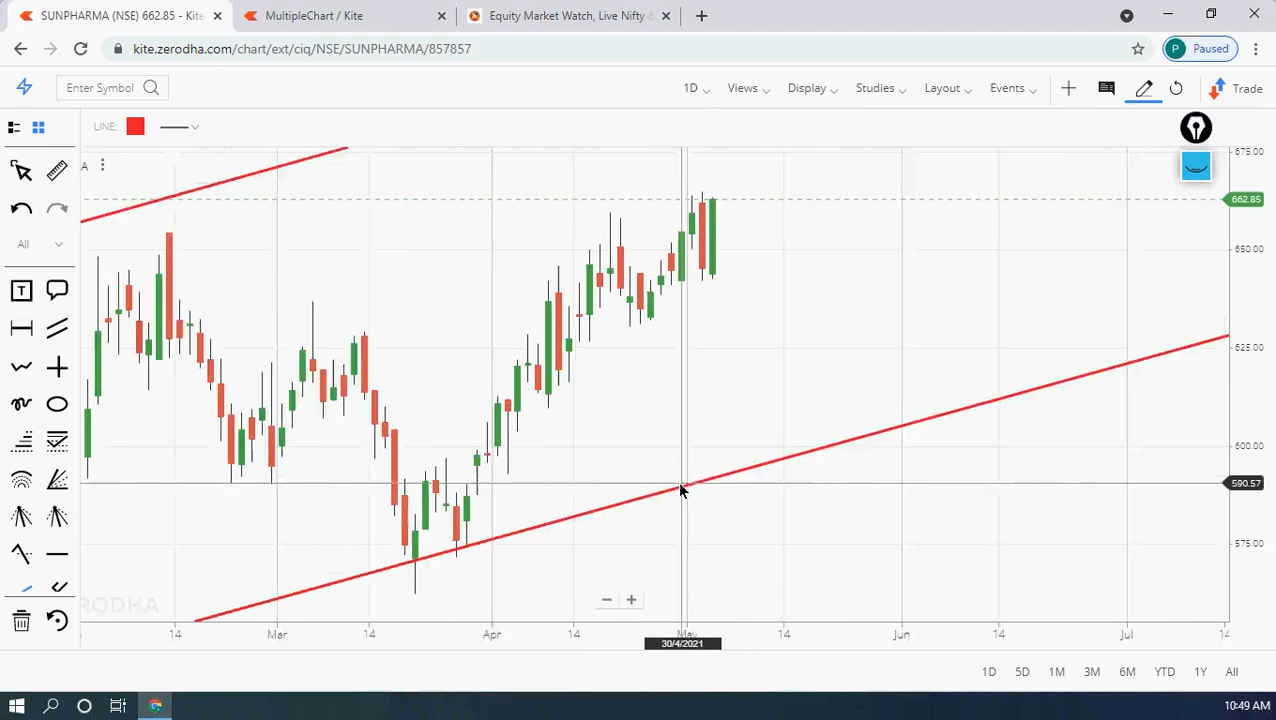 SUNPHARMA (NSE) 662.85 - Kite
MultipleChart / Kite
Equity Market Watch, Live Nifty
kite.zerodha.com/chart/ext/ciq/NSE/SUNPHARMA/857857
P Paused
Enter Symbol
1D Views Display Studies Layout Events Trade
LINE:
A
675.00
662.85
650.00
625.00
600.00
590.57
575.00
RODHA
14 Mar 14 Apr 14 May 14 Jun 14 Jul 14
30/4/2021
All
T
1D 5D 1M 3M 6M YTD 1Y All
10:49 AM